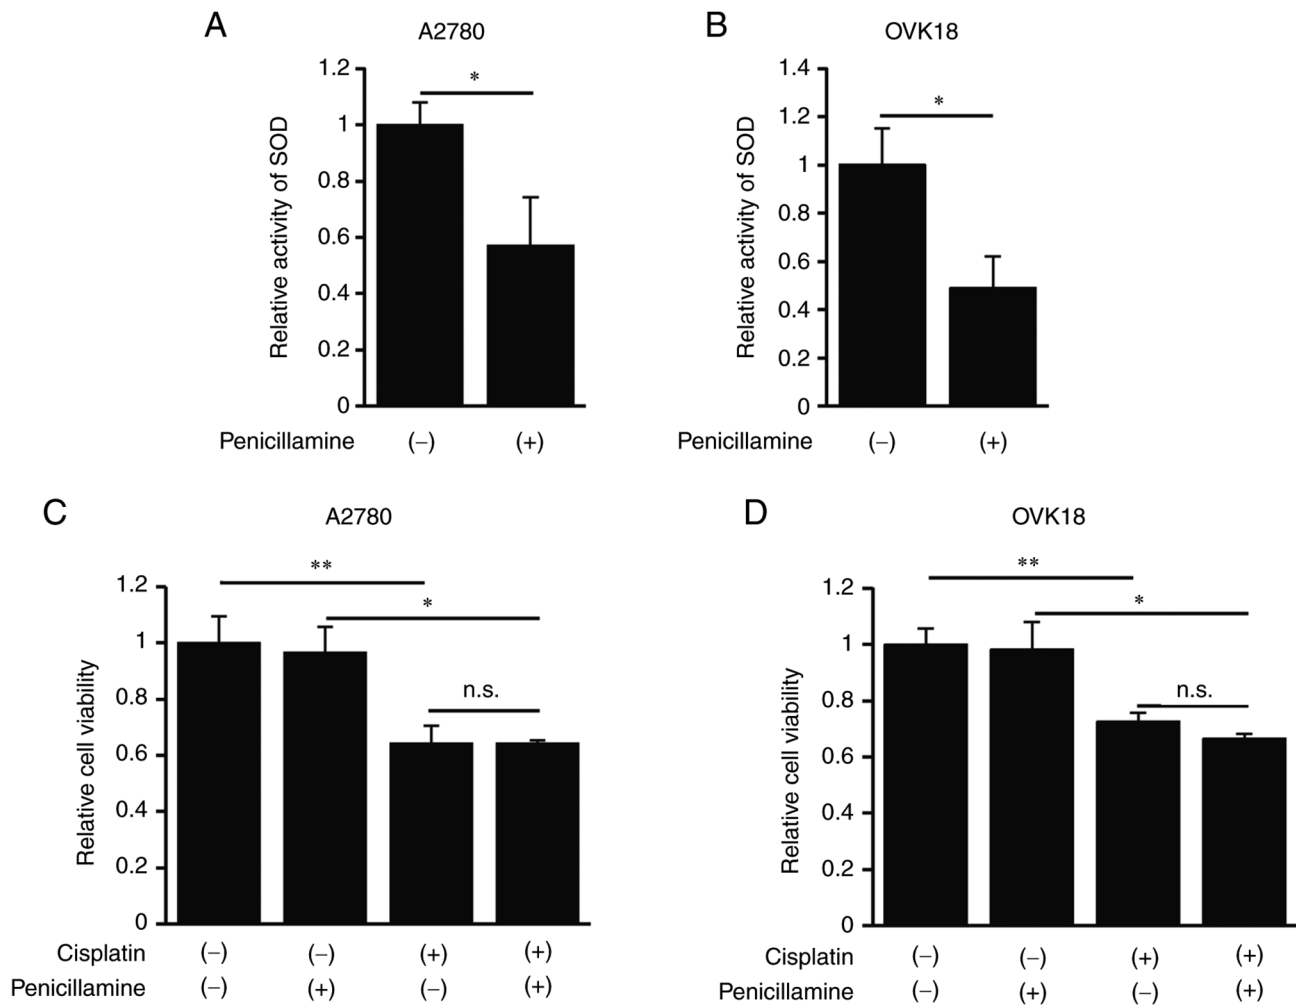 A
A2780
Relative activity of SOD
1.2
1
0.8
0.6
0.4
0.2
0
*
Penicillamine (–) (+)
B
OVK18
Relative activity of SOD
1.4
1.2
1
0.8
0.6
0.4
0.2
0
*
Penicillamine (–) (+)
C
A2780
Relative cell viability
1.2
1
0.8
0.6
0.4
0.2
0
**
*
n.s.
Cisplatin (–) (–) (+) (+)
Penicillamine (–) (+) (–) (+)
D
OVK18
Relative cell viability
1.2
1
0.8
0.6
0.4
0.2
0
**
*
n.s.
Cisplatin (–) (–) (+) (+)
Penicillamine (–) (+) (–) (+)